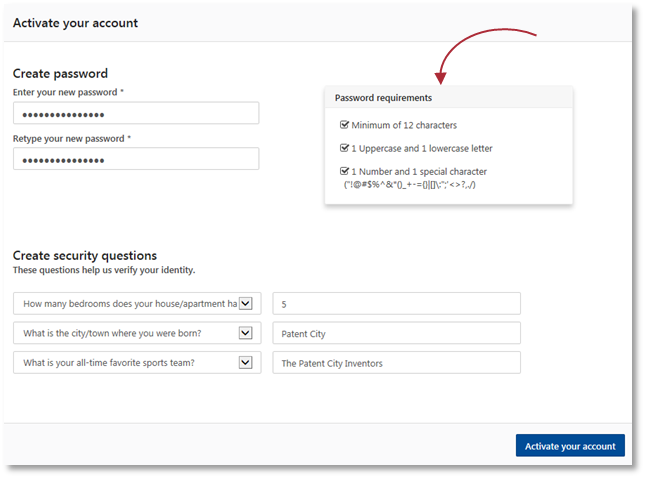 Activate your account
Create password
Enter your new password *
●●●●●●●●●●●●●●●
Retype your new password *
●●●●●●●●●●●●●●●
Password requirements
Minimum of 12 characters
1 Uppercase and 1 lowercase letter
1 Number and 1 special character
("!@#$%^&*()_+-={}|[]\:";'<>?,./)
Create security questions
These questions help us verify your identity.
How many bedrooms does your house/apartment ha 5
What is the city/town where you were born? Patent City
What is your all-time favorite sports team? The Patent City Inventors
Activate your account